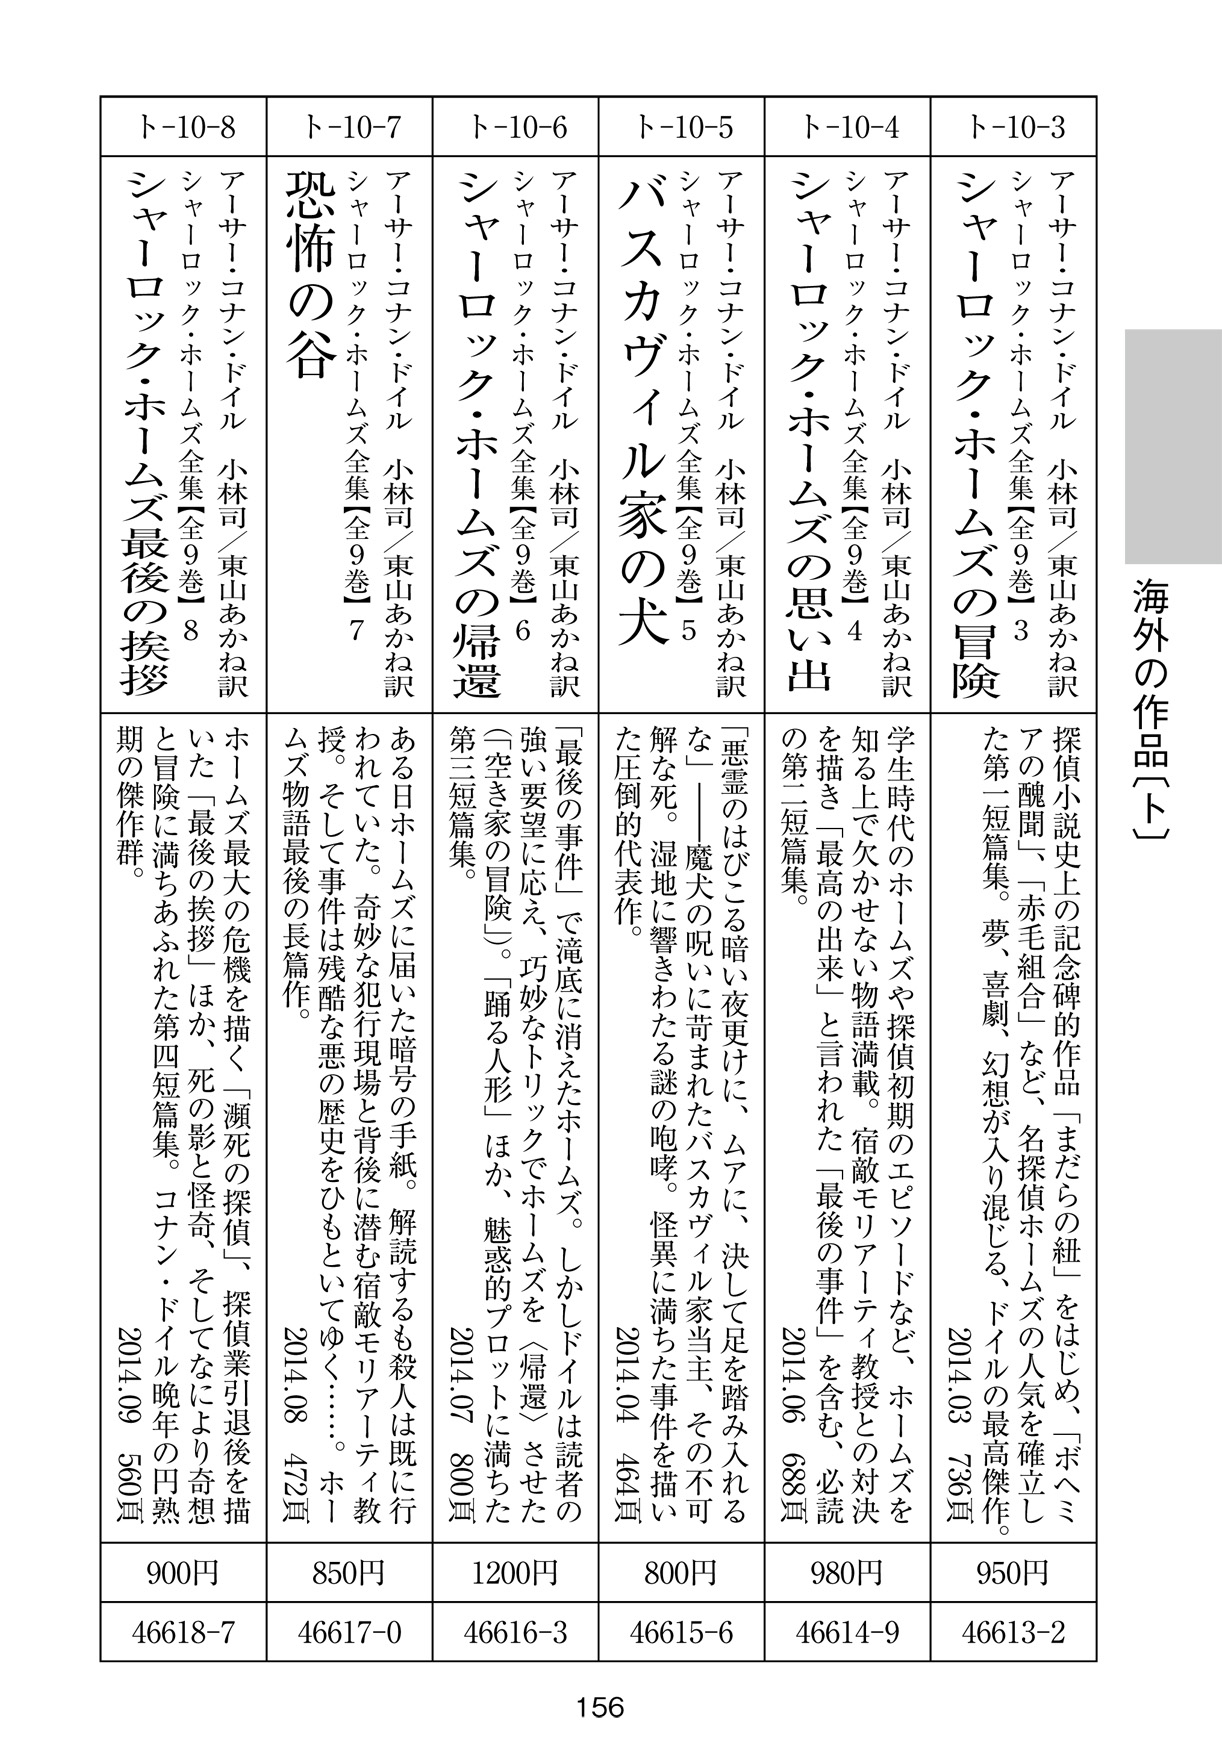 海外の作品〔ト〕
ト-10-3
アーサー・コナン・ドイル　小林司／東山あかね訳
シャーロック・ホームズ全集【全９巻】３
シャーロック・ホームズの冒険
探偵小説史上の記念碑的作品「まだらの紐」をはじめ、「ボヘミ
アの醜聞」、「赤毛組合」など、名探偵ホームズの人気を確立し
た第一短篇集。夢、喜劇、幻想が入り混じる、ドイルの最高傑作。
2014.03　736頁
950円
46613-2
ト-10-4
アーサー・コナン・ドイル　小林司／東山あかね訳
シャーロック・ホームズ全集【全９巻】４
シャーロック・ホームズの思い出
学生時代のホームズや探偵初期のエピソードなど、ホームズを
知る上で欠かせない物語満載。宿敵モリアーティ教授との対決
を描き「最高の出来」と言われた「最後の事件」を含む、必読
の第二短篇集。
2014.06　688頁
980円
46614-9
ト-10-5
アーサー・コナン・ドイル　小林司／東山あかね訳
シャーロック・ホームズ全集【全９巻】５
バスカヴィル家の犬
「悪霊のはびこる暗い夜更けに、ムアに、決して足を踏み入れる
な」――魔犬の呪いに苛まれたバスカヴィル家当主、その不可
解な死。湿地に響きわたる謎の咆哮。怪異に満ちた事件を描い
た圧倒的代表作。
2014.04　464頁
800円
46615-6
ト-10-6
アーサー・コナン・ドイル　小林司／東山あかね訳
シャーロック・ホームズ全集【全９巻】６
シャーロック・ホームズの帰還
「最後の事件」で滝底に消えたホームズ。しかしドイルは読者の
強い要望に応え、巧妙なトリックでホームズを〈帰還〉させた
（「空き家の冒険」）。「踊る人形」ほか、魅惑的プロットに満ちた
第三短篇集。
2014.07　800頁
1200円
46616-3
ト-10-7
アーサー・コナン・ドイル　小林司／東山あかね訳
シャーロック・ホームズ全集【全９巻】７
恐怖の谷
ある日ホームズに届いた暗号の手紙。解読するも殺人は既に行
われていた。奇妙な犯行現場と背後に潜む宿敵モリアーティ教
授。そして事件は残酷な悪の歴史をひもといてゆく……。ホー
ムズ物語最後の長篇作。
2014.08　472頁
850円
46617-0
ト-10-8
アーサー・コナン・ドイル　小林司／東山あかね訳
シャーロック・ホームズ全集【全９巻】８
シャーロック・ホームズ最後の挨拶
ホームズ最大の危機を描く「瀕死の探偵」、探偵業引退後を描
いた「最後の挨拶」ほか、死の影と怪奇、そしてなにより奇想
と冒険に満ちあふれた第四短篇集。コナン・ドイル晩年の円熟
期の傑作群。
2014.09　560頁
900円
46618-7
156